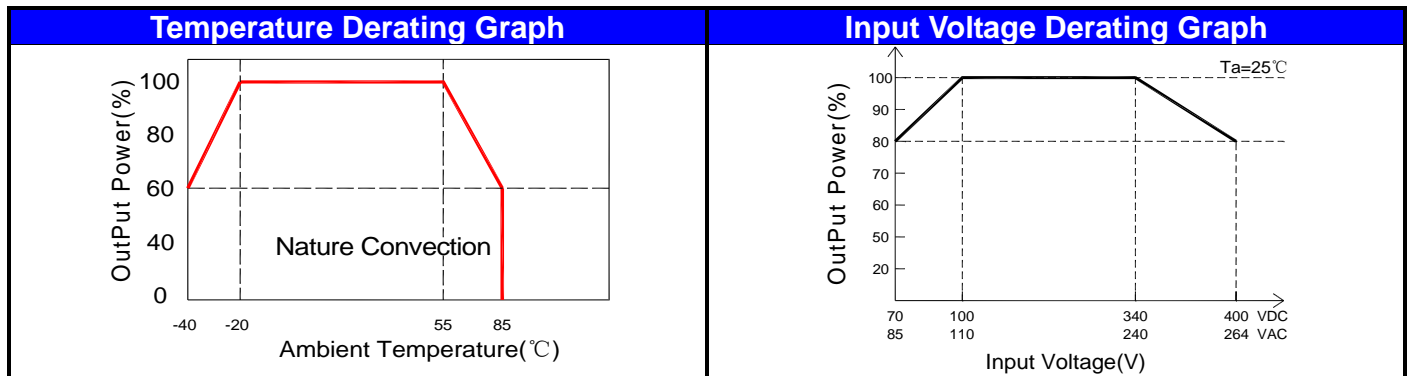 Temperature Derating Graph
OutPut Power(%)
100
80
60
40
0
Nature Convection
-40 -20 55 85
Ambient Temperature(℃)
Input Voltage Derating Graph
Ta=25℃
OutPut Power(%)
100
90
80
70
60
50
20
70 100 340 400 VDC
85 110 240 264 VAC
Input Voltage(V)